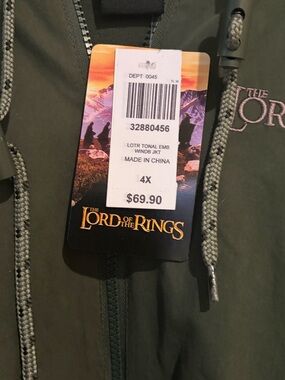 DEPT 0045
32880456
LOTR TONAL EMB
WINDB JKT
MADE IN CHINA
4X
$69.90
THE
LORD OF THE RINGS
THE
LOR